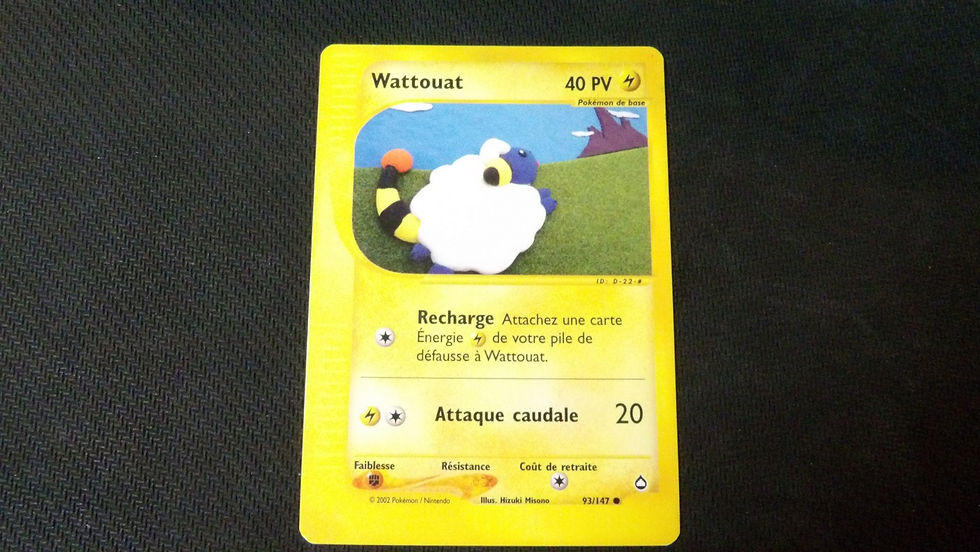 Wattouat 40 PV
Pokémon de base
ID: D-22-#
Recharge Attachez une carte
Énergie de votre pile de
défausse à Wattouat.
Attaque caudale 20
Faiblesse Résistance Coût de retraite
© 2002 Pokémon / Nintendo Illus. Hizuki Misono 93/147